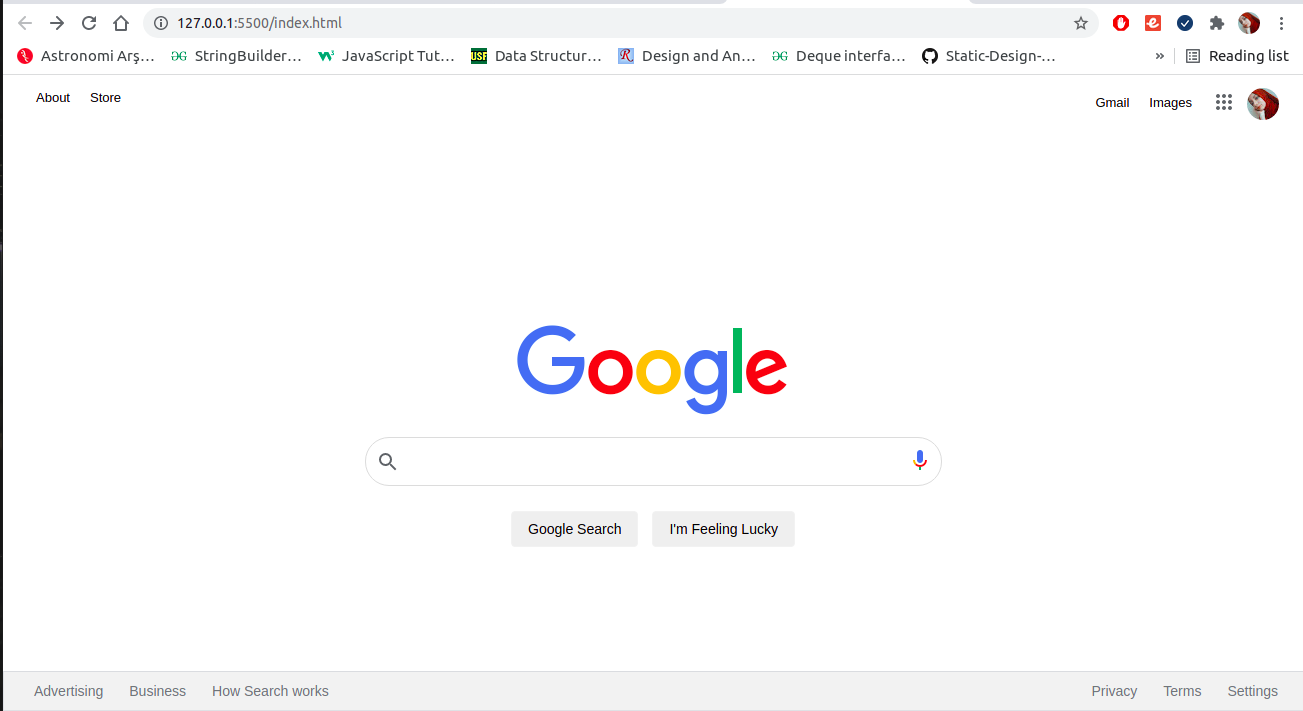 127.0.0.1:5500/index.html
Astronomi Arş... StringBuilder... JavaScript Tut... USF Data Structur... R Design and An... Deque interfa... Static-Design-... » Reading list
About Store Gmail Images
Google
Google Search I'm Feeling Lucky
Advertising Business How Search works Privacy Terms Settings